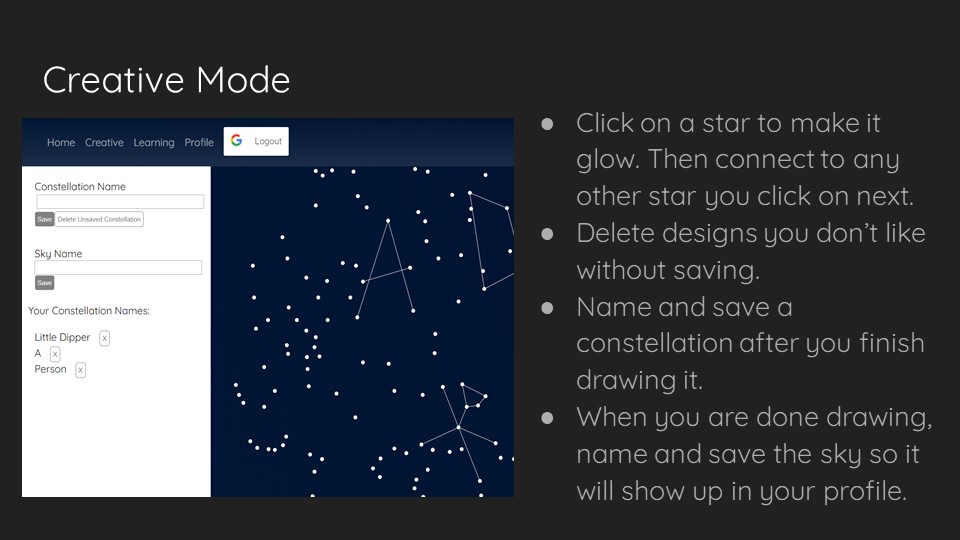 Creative Mode
Home Creative Learning Profile Logout
Constellation Name
Save Delete Unsaved Constellation
Sky Name
Save
Your Constellation Names:
Little Dipper x
A x
Person x
● Click on a star to make it
glow. Then connect to any
other star you click on next.
● Delete designs you don’t like
without saving.
● Name and save a
constellation after you finish
drawing it.
● When you are done drawing,
name and save the sky so it
will show up in your profile.